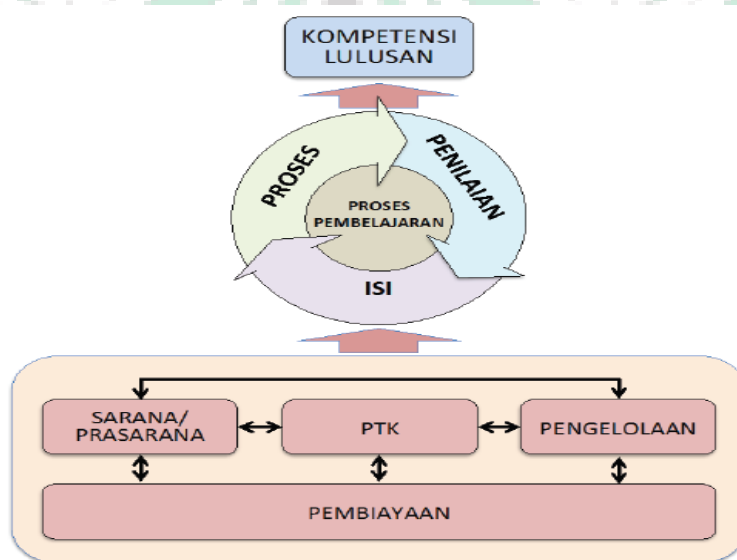 KOMPETENSI
LULUSAN
PROSES
PENILAIAN
PROSES
PEMBELAJARAN
ISI
SARANA/
PRASARANA
PTK
PENGELOLAAN
PEMBIAYAAN